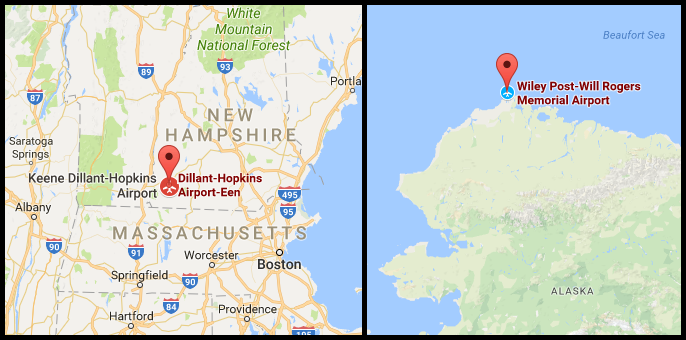 White
Mountain
National Forest
89
93
Portla
87
NEW
HAMPSHIRE
Saratoga
Springs
Keene Dillant-Hopkins
Airport
Dillant-Hopkins
Airport-Een
495
95
Albany
MASSACHUSETTS
90
91
Worcester
Boston
Springfield
90
84
Hartford
Providence
195
Beaufort Sea
Wiley Post-Will Rogers
Memorial Airport
ALASKA